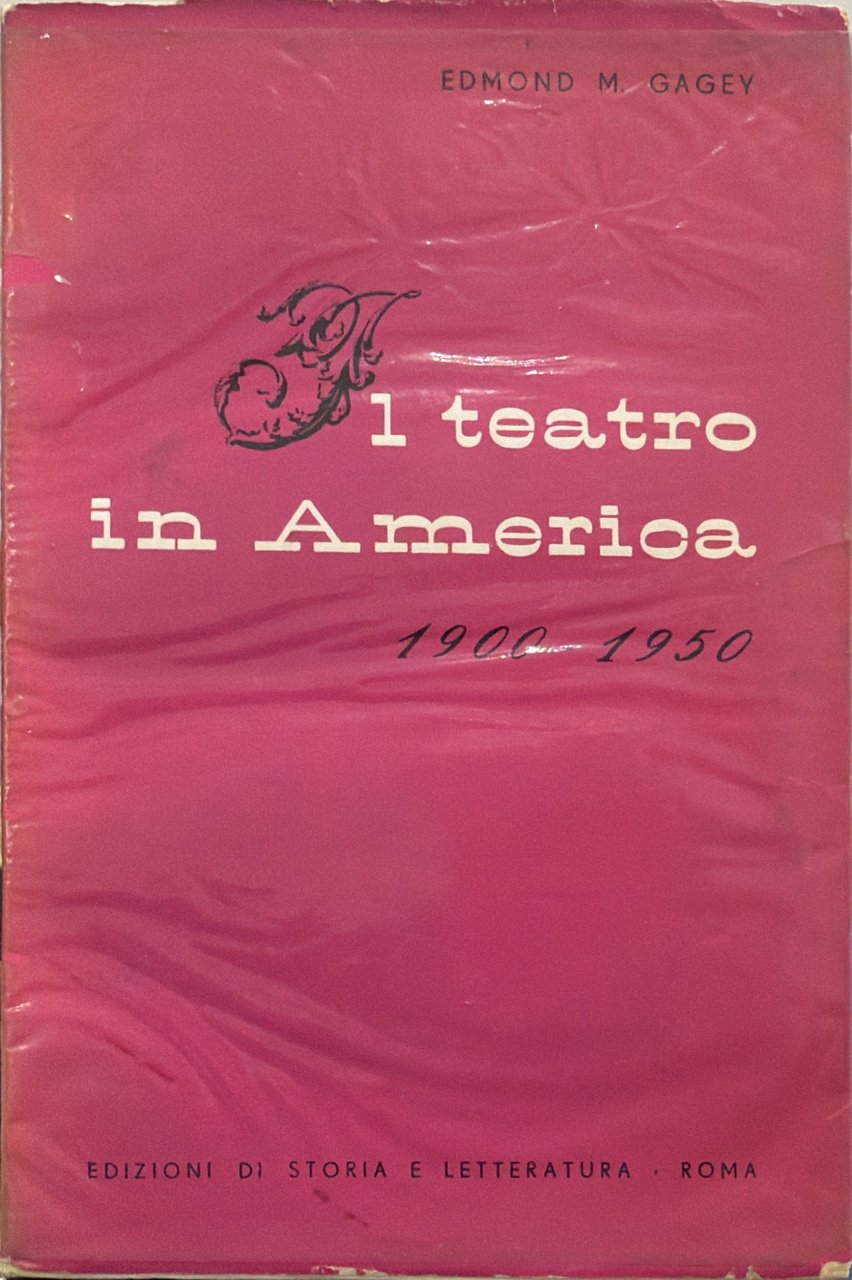 EDMOND M. GAGEY
Il teatro
in America
1900 1950
EDIZIONI DI STORIA E LETTERATURA · ROMA